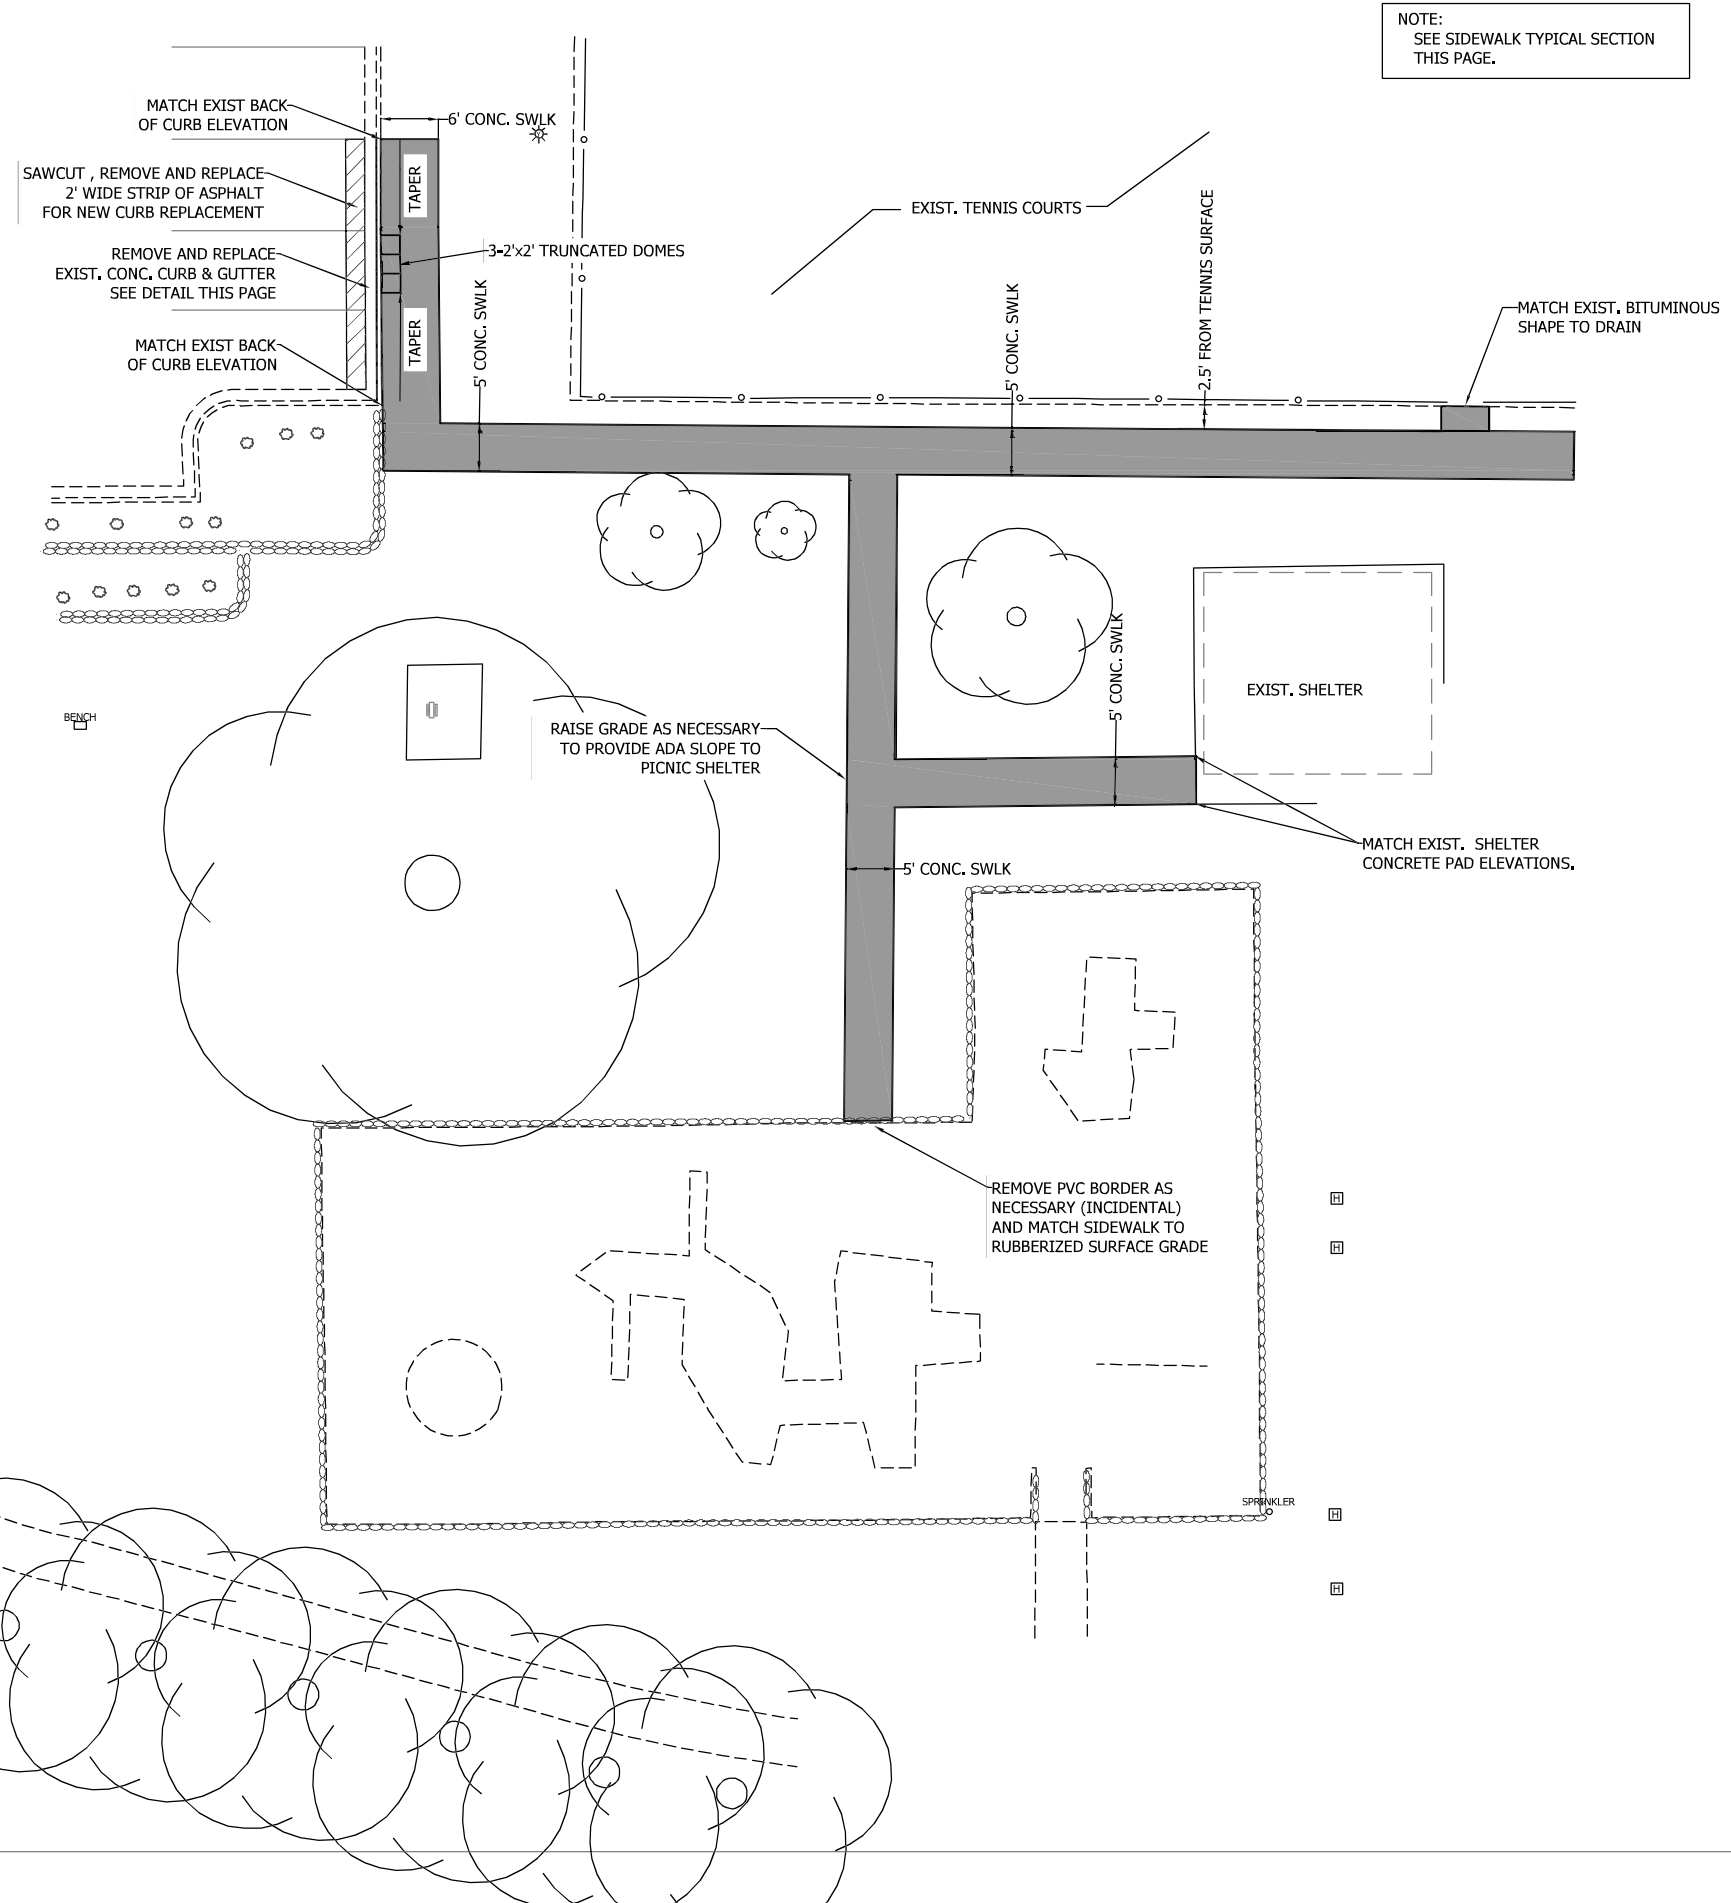 NOTE:
SEE SIDEWALK TYPICAL SECTION
THIS PAGE.
MATCH EXIST BACK
OF CURB ELEVATION
6' CONC. SWLK
SAWCUT , REMOVE AND REPLACE
2' WIDE STRIP OF ASPHALT
FOR NEW CURB REPLACEMENT
TAPER
EXIST. TENNIS COURTS
REMOVE AND REPLACE
EXIST. CONC. CURB & GUTTER
SEE DETAIL THIS PAGE
3-2'x2' TRUNCATED DOMES
2.5' FROM TENNIS SURFACE
MATCH EXIST. BITUMINOUS
SHAPE TO DRAIN
MATCH EXIST BACK
OF CURB ELEVATION
TAPER
5' CONC. SWLK
5' CONC. SWLK
5' CONC. SWLK
EXIST. SHELTER
BENCH
RAISE GRADE AS NECESSARY
TO PROVIDE ADA SLOPE TO
PICNIC SHELTER
MATCH EXIST. SHELTER
CONCRETE PAD ELEVATIONS.
5' CONC. SWLK
REMOVE PVC BORDER AS
NECESSARY (INCIDENTAL)
AND MATCH SIDEWALK TO
RUBBERIZED SURFACE GRADE
H
H
SPRINKLER
H
H